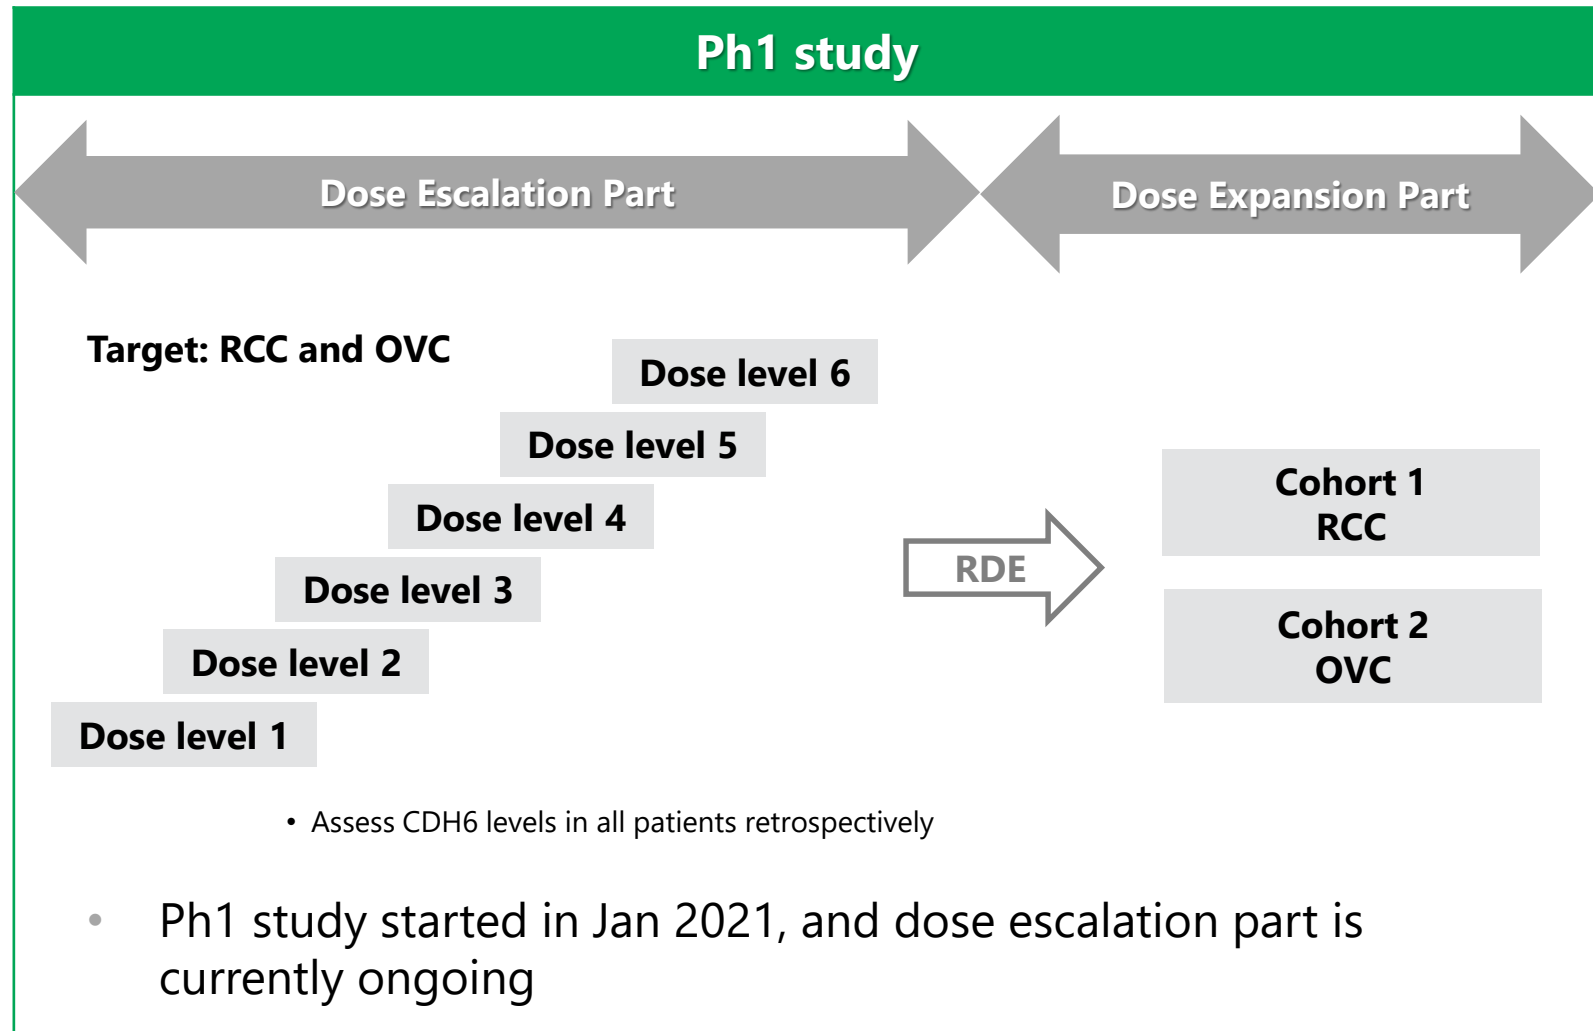 Ph1 study
Dose Escalation Part
Dose Expansion Part
Target: RCC and OVC
Dose level 6
Dose level 5
Dose level 4
Dose level 3
Dose level 2
Dose level 1
RDE
Cohort 1
RCC
Cohort 2
OVC
• Assess CDH6 levels in all patients retrospectively
• Ph1 study started in Jan 2021, and dose escalation part is
currently ongoing